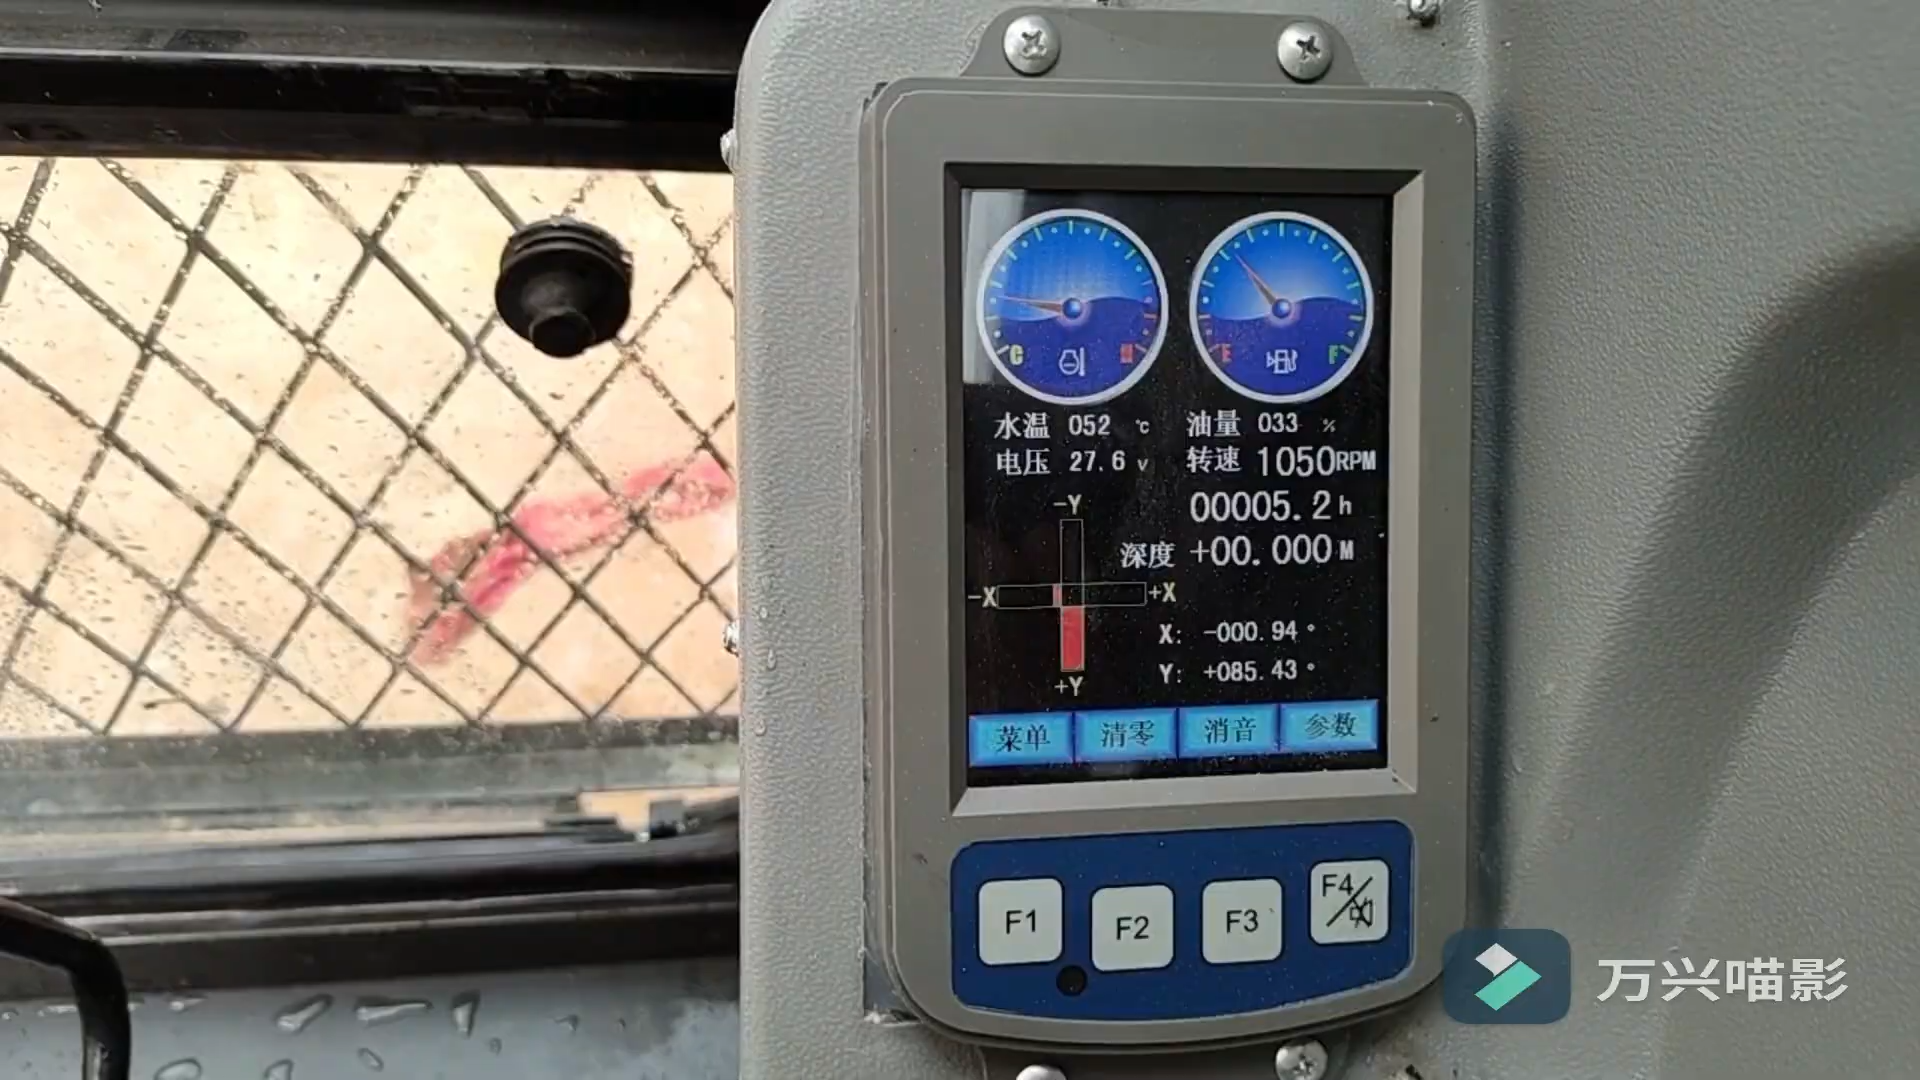 C H
E F
水温 052 ℃ 油量 033 %
电压 27.6 V 转速 1050RPM
00005.2 h
深度 +00.000 M
-Y
-X +X
+Y
X: -000.94 °
Y: +085.43 °
菜单 清零 消音 参数
F1 F2 F3 F4
万兴喵影